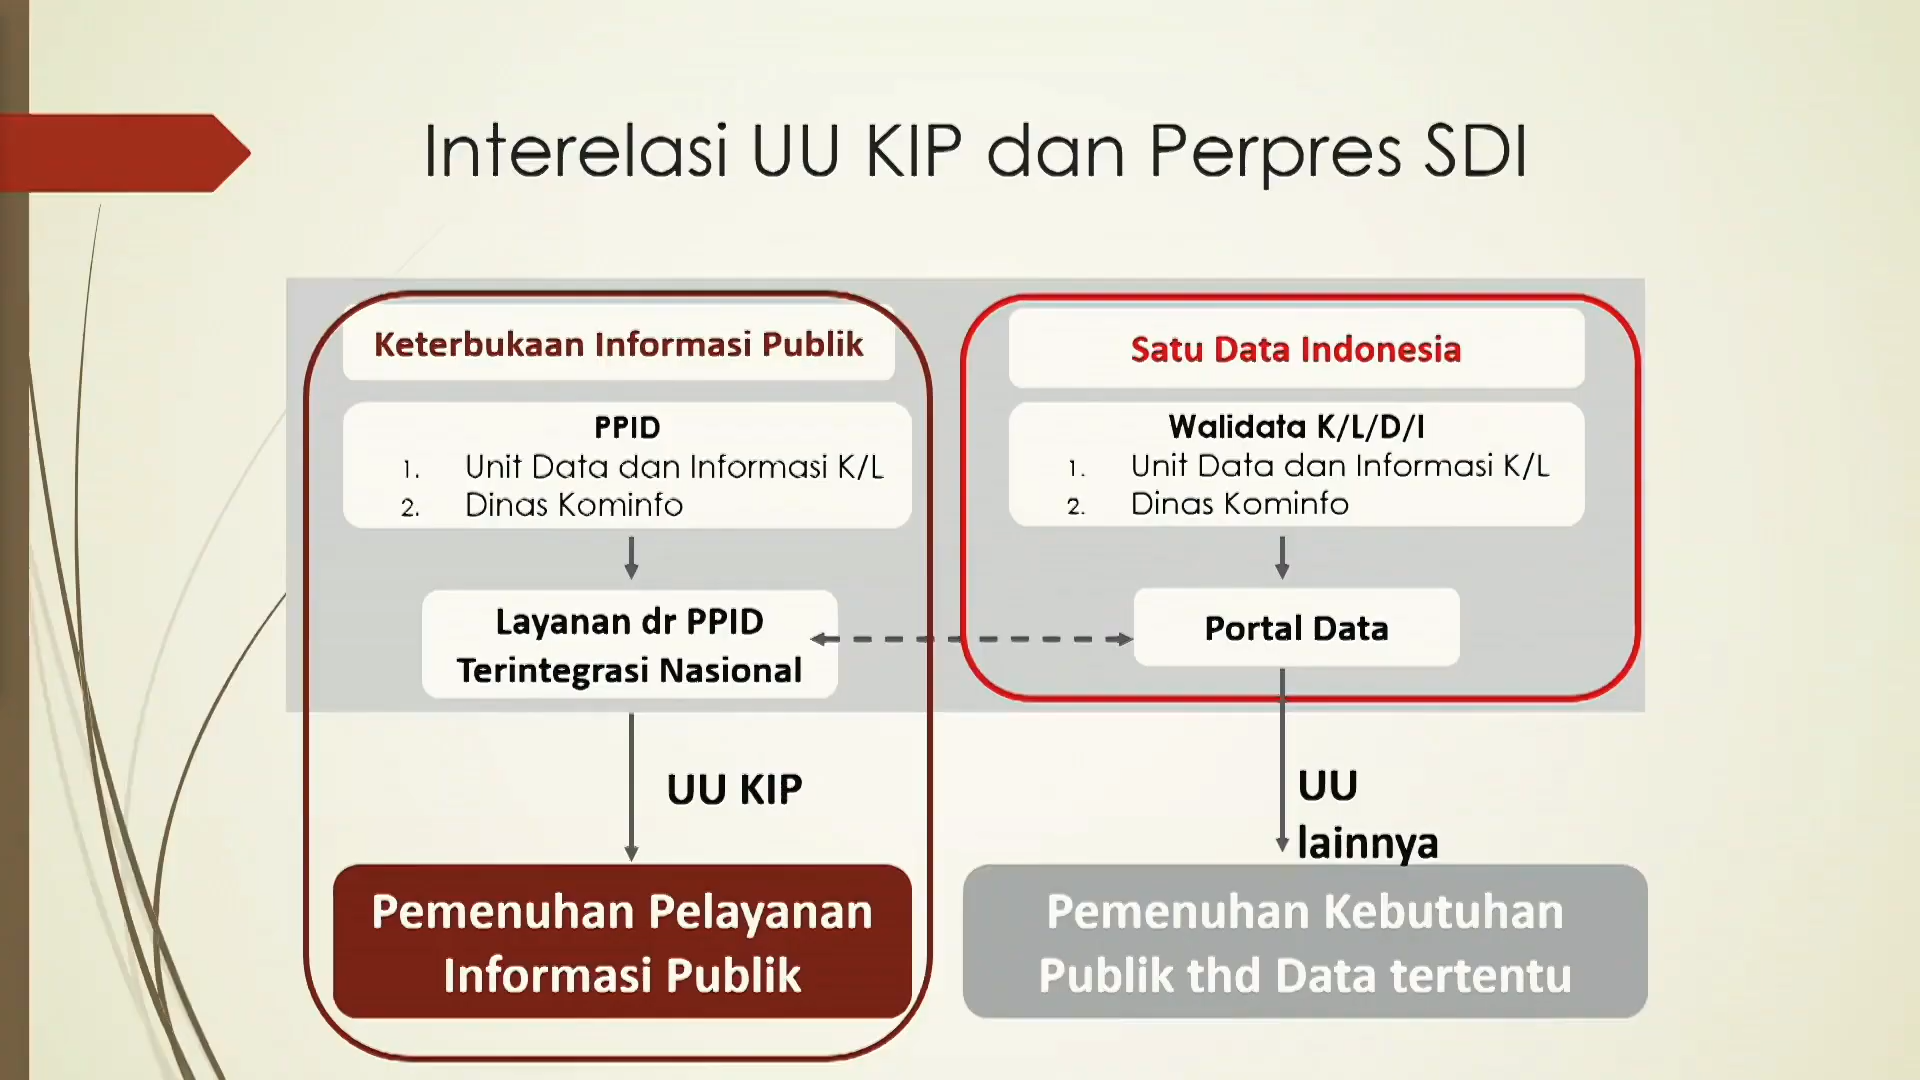 Interelasi UU KIP dan Perpres SDI
Keterbukaan Informasi Publik
PPID
1. Unit Data dan Informasi K/L
2. Dinas Kominfo
Layanan dr PPID
Terintegrasi Nasional
UU KIP
Pemenuhan Pelayanan
Informasi Publik
Satu Data Indonesia
Walidata K/L/D/I
1. Unit Data dan Informasi K/L
2. Dinas Kominfo
Portal Data
UU
lainnya
Pemenuhan Kebutuhan
Publik thd Data tertentu